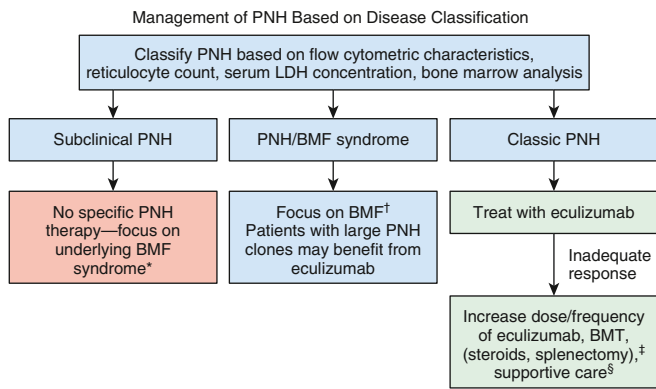 Management of PNH Based on Disease Classification
Classify PNH based on flow cytometric characteristics,
reticulocyte count, serum LDH concentration, bone marrow analysis
Subclinical PNH
PNH/BMF syndrome
Classic PNH
No specific PNH
therapy—focus on
underlying BMF
syndrome*
Focus on BMF†
Patients with large PNH
clones may benefit from
eculizumab
Treat with eculizumab
Inadequate
response
Increase dose/frequency
of eculizumab, BMT,
(steroids, splenectomy),‡
supportive care§